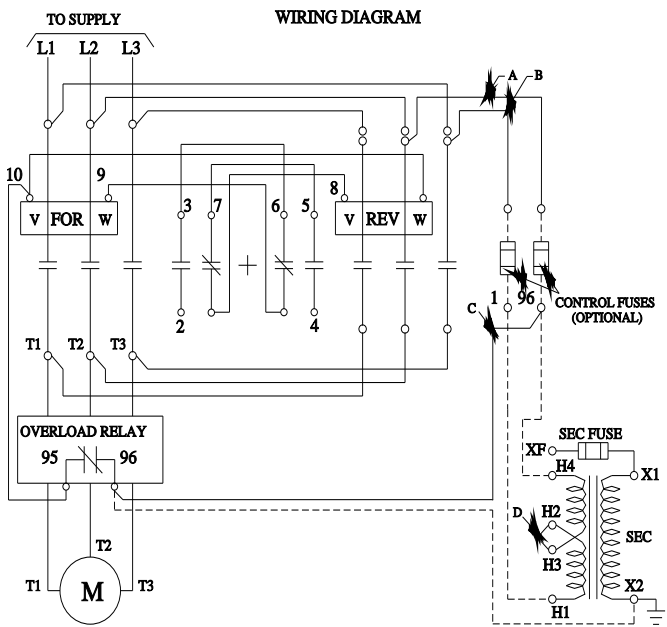 WIRING DIAGRAM
TO SUPPLY
L1 L2 L3
A B
10 9 3 7 6 5 8
V FOR W
V REV W
2 4
1 96
C
CONTROL FUSES
(OPTIONAL)
T1 T2 T3
OVERLOAD RELAY
95 96
XF SEC FUSE
H4 X1
D H2
SEC
H3
T2
T1 M T3
H1 X2